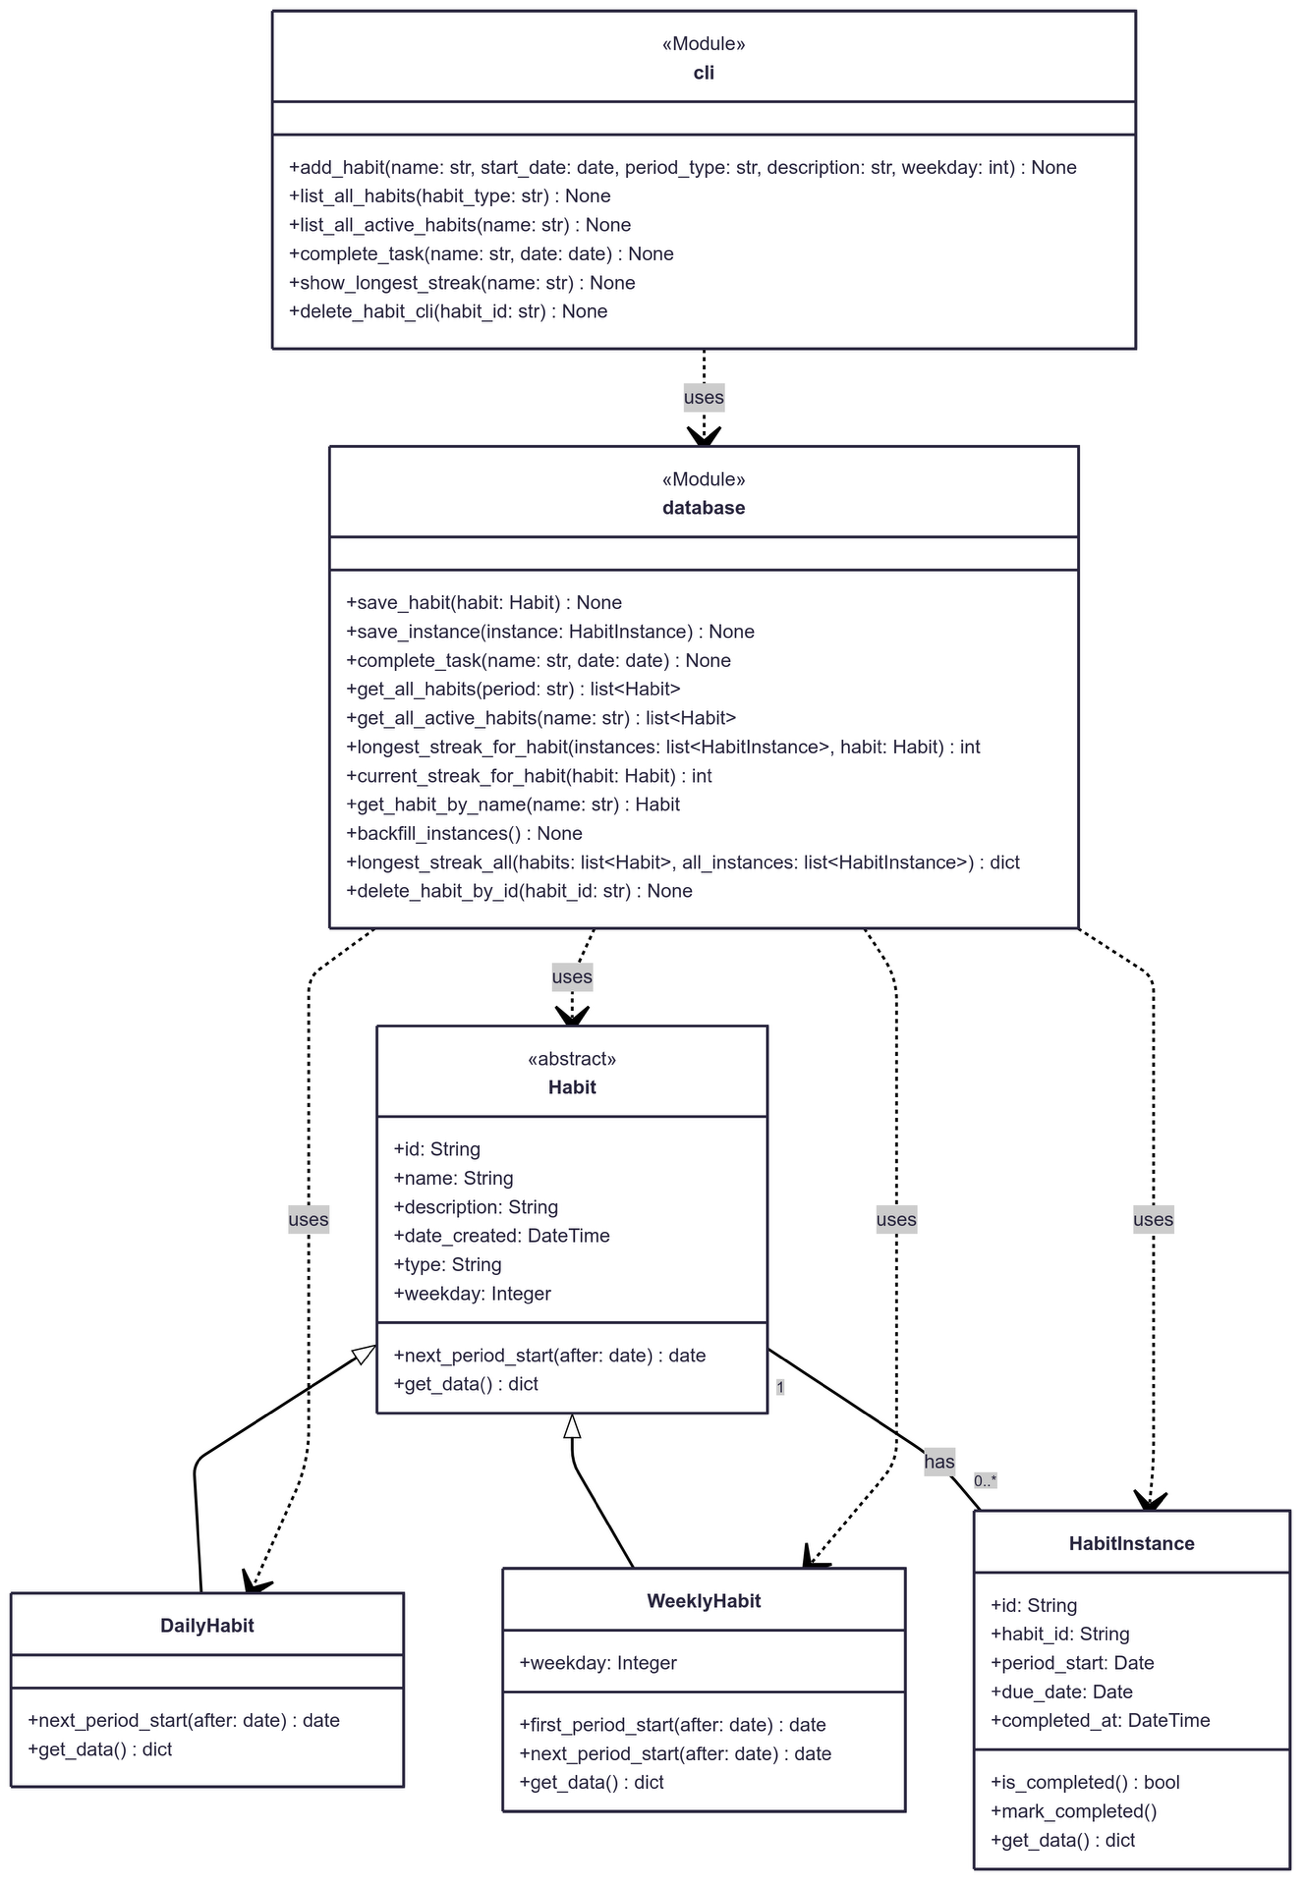 «Module»
cli
+add_habit(name: str, start_date: date, period_type: str, description: str, weekday: int) : None
+list_all_habits(habit_type: str) : None
+list_all_active_habits(name: str) : None
+complete_task(name: str, date: date) : None
+show_longest_streak(name: str) : None
+delete_habit_cli(habit_id: str) : None
uses
«Module»
database
+save_habit(habit: Habit) : None
+save_instance(instance: HabitInstance) : None
+complete_task(name: str, date: date) : None
+get_all_habits(period: str) : list<Habit>
+get_all_active_habits(name: str) : list<Habit>
+longest_streak_for_habit(instances: list<HabitInstance>, habit: Habit) : int
+current_streak_for_habit(habit: Habit) : int
+get_habit_by_name(name: str) : Habit
+backfill_instances() : None
+longest_streak_all(habits: list<Habit>, all_instances: list<HabitInstance>) : dict
+delete_habit_by_id(habit_id: str) : None
uses
«abstract»
Habit
+id: String
+name: String
+description: String
+date_created: DateTime
+type: String
+weekday: Integer
+next_period_start(after: date) : date
+get_data() : dict
uses
uses
uses
1
has
0..*
DailyHabit
+next_period_start(after: date) : date
+get_data() : dict
WeeklyHabit
+weekday: Integer
+first_period_start(after: date) : date
+next_period_start(after: date) : date
+get_data() : dict
HabitInstance
+id: String
+habit_id: String
+period_start: Date
+due_date: Date
+completed_at: DateTime
+is_completed() : bool
+mark_completed()
+get_data() : dict